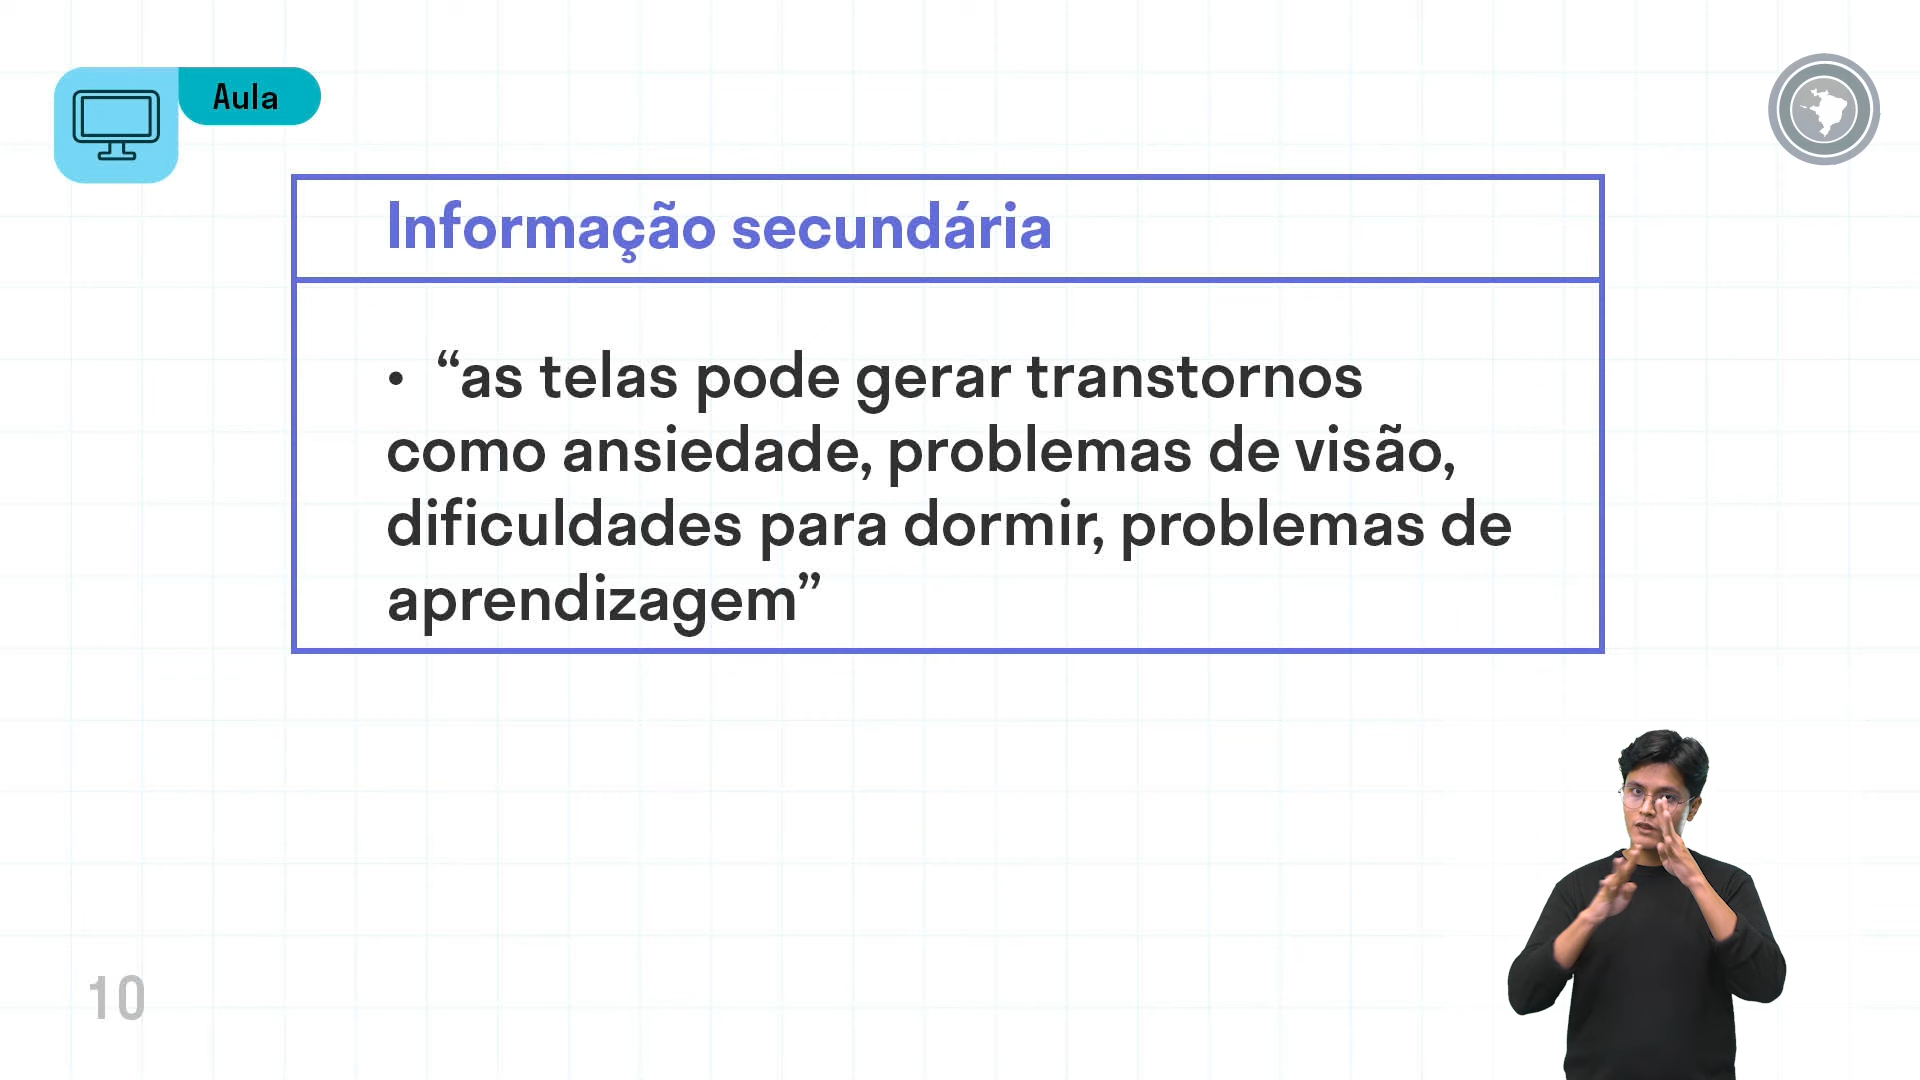 Aula
Informação secundária
• “as telas pode gerar transtornos
como ansiedade, problemas de visão,
dificuldades para dormir, problemas de
aprendizagem”
10